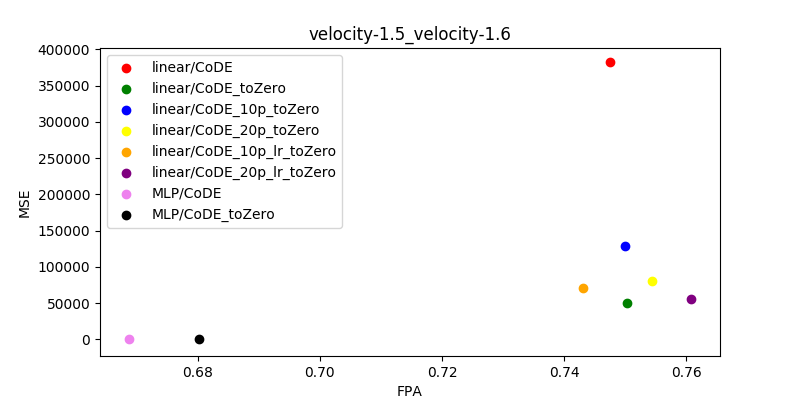 velocity-1.5_velocity-1.6
400000
350000
300000
250000
200000
150000
100000
50000
0
MSE
linear/CoDE
linear/CoDE_toZero
linear/CoDE_10p_toZero
linear/CoDE_20p_toZero
linear/CoDE_10p_lr_toZero
linear/CoDE_20p_lr_toZero
MLP/CoDE
MLP/CoDE_toZero
0.68 0.70 0.72 0.74 0.76
FPA